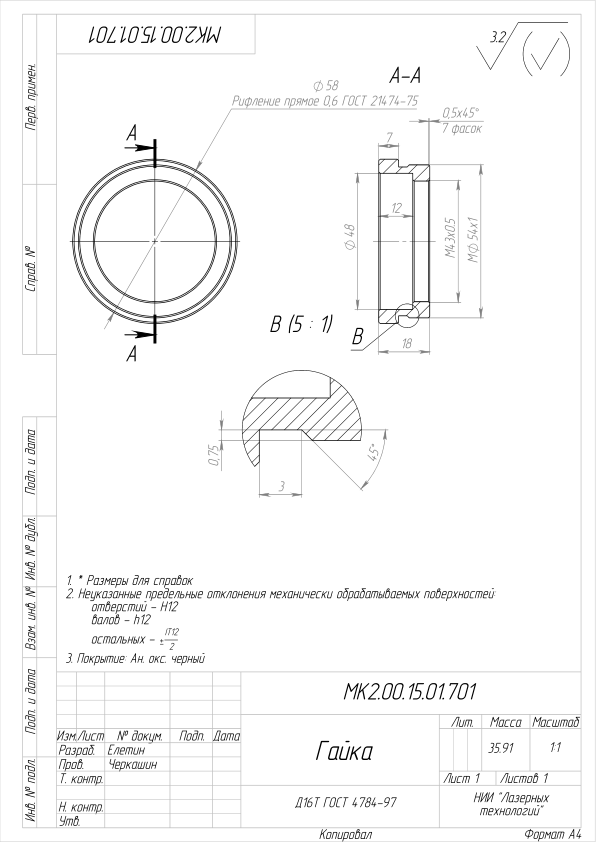 МК2.00.15.01.701
3.2
Перв. примен.
Справ. №
Подп. и дата
Инв. № дубл.
Взам. инв. №
Подп. и дата
Инв. № подл.
А
А
⌀ 58
Рифление прямое 0,6 ГОСТ 21474-75
А-А
0,5х45°
7 фасок
7
12
⌀ 48
М43х0.5
М⌀ 54х1
18
В
В (5 : 1)
0,75
3
45°
1. * Размеры для справок
2. Неуказанные предельные отклонения механически обрабатываемых поверхностей:
отверстий - Н12
валов - h12
остальных - ± IT12/2
3. Покрытие: Ан. окс. черный
МК2.00.15.01.701
Изм. Лист № докум. Подп. Дата
Разраб. Елетин
Пров. Черкашин
Т. контр.
Н. контр.
Утв.
Гайка
Лит. Масса Масштаб
35.91 1:1
Лист 1 Листов 1
Д16Т ГОСТ 4784-97
НИИ "Лазерных
технологий"
Копировал Формат А4